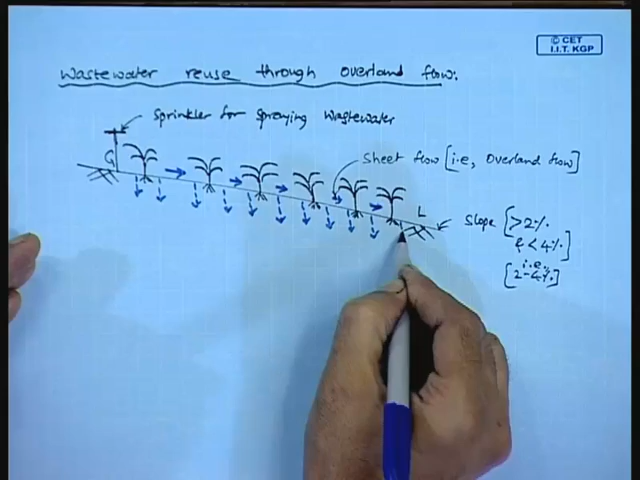 © CET
I.I.T. KGP
Wastewater reuse through overland flow:
Sprinkler for spraying wastewater
G
Sheet flow [i.e, overland flow]
L
Slope [>2%.
& <4%.]
i.e.
[2-4%.]